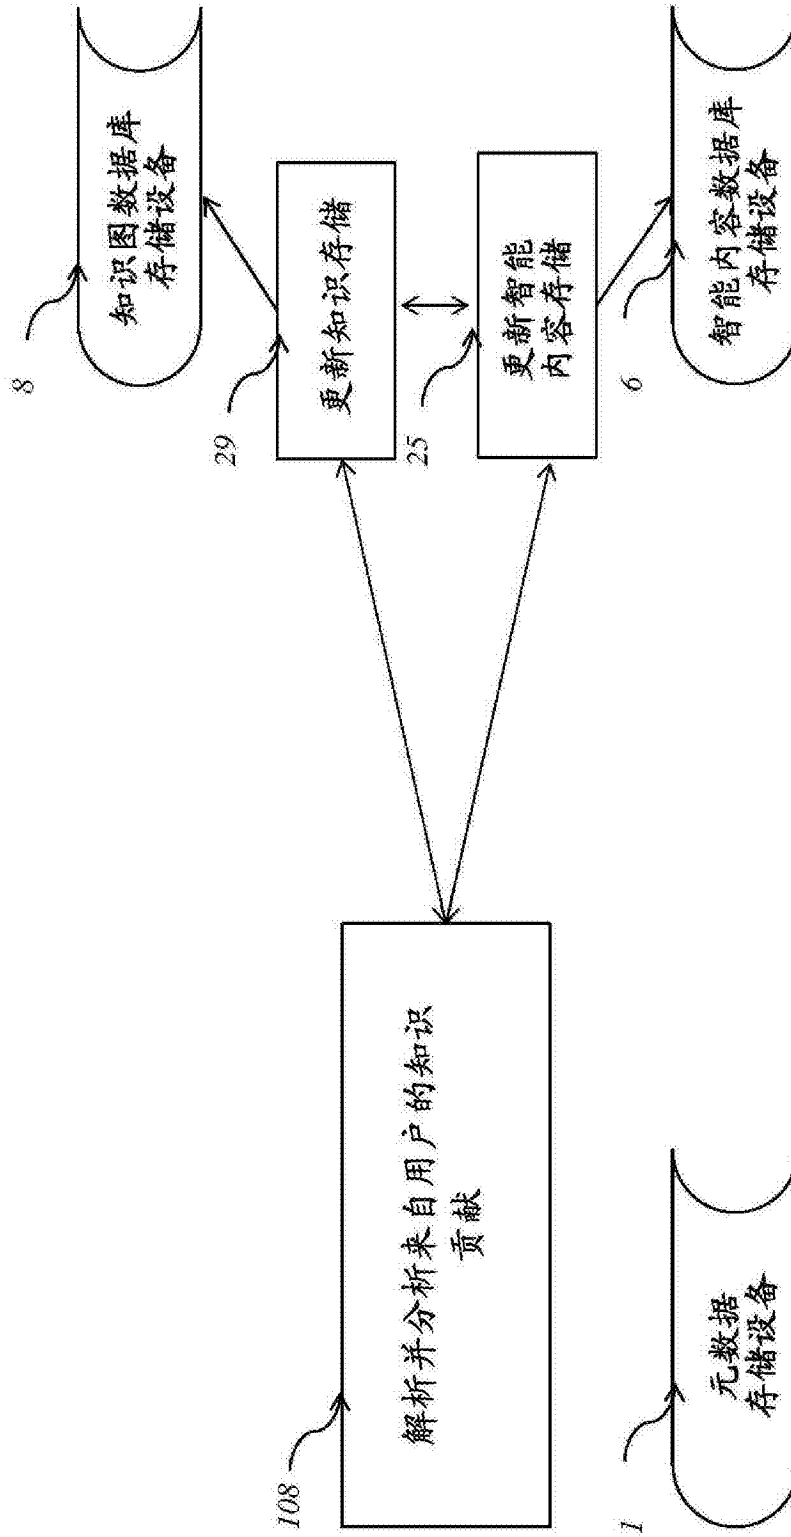 8
知识图数据库
存储设备
29
更新知识存储
25
更新智能
内容存储
6
智能内容数据库
存储设备
108
解析并分析来自用户的知识
贡献
1
元数据
存储设备